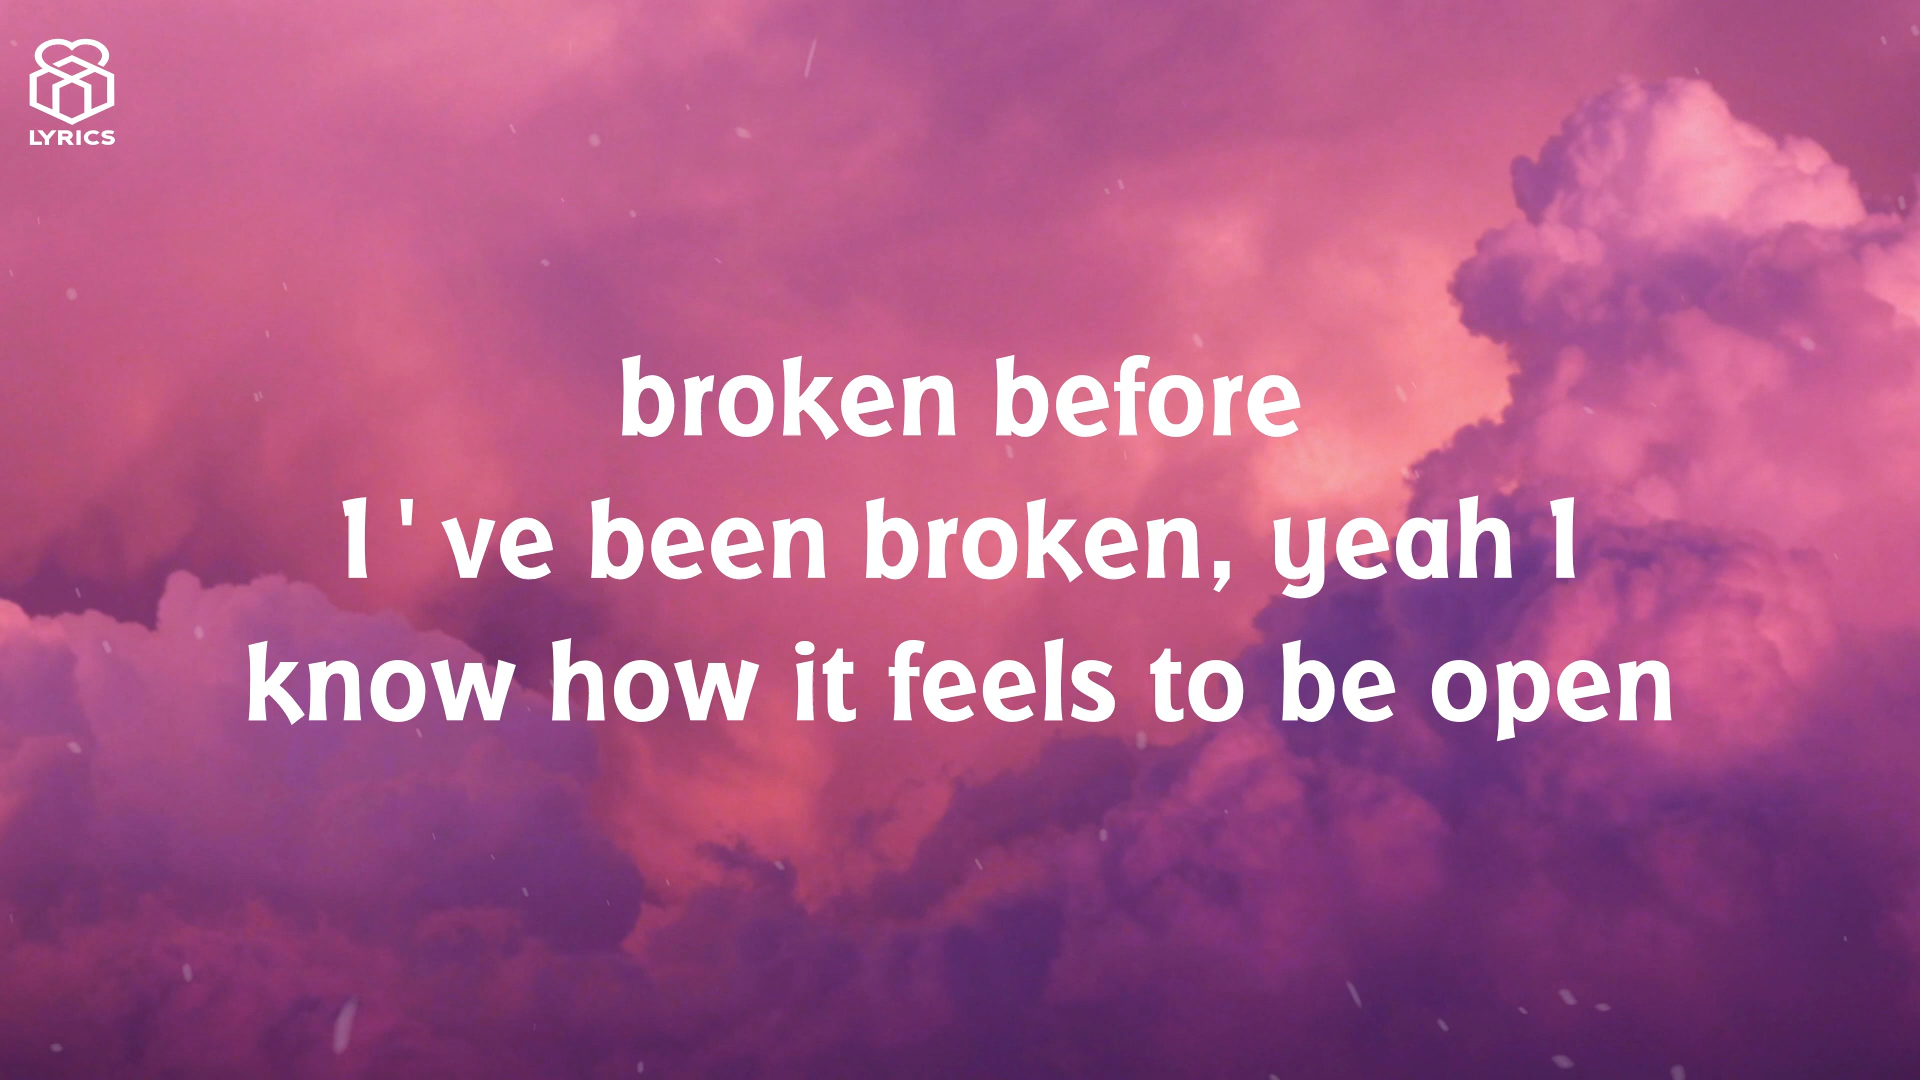 LYRICS
broken before
I've been broken, yeah I
know how it feels to be open